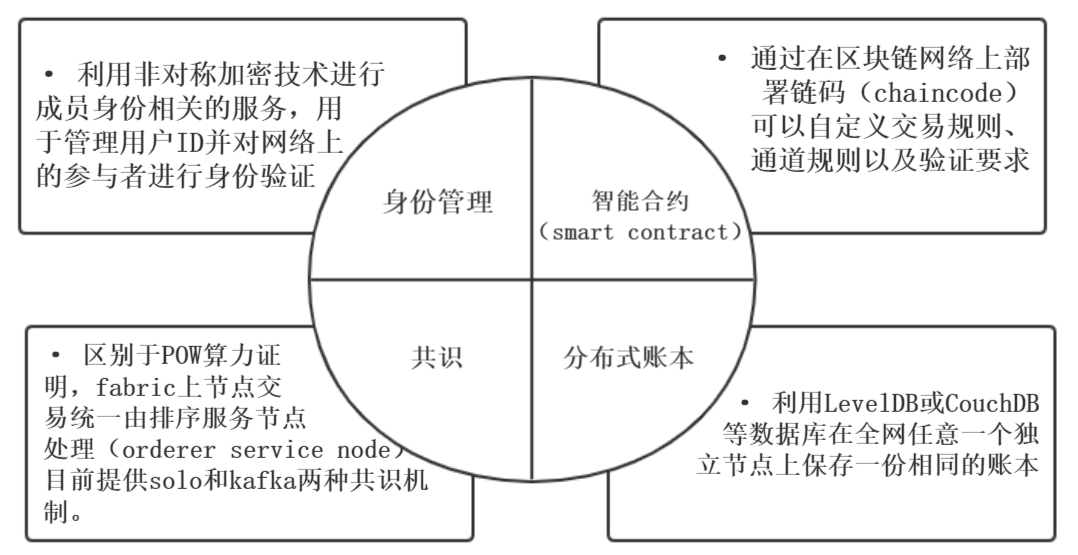 • 利用非对称加密技术进行
成员身份相关的服务，用
于管理用户ID并对网络上
的参与者进行身份验证
• 通过在区块链网络上部
署链码（chaincode）
可以自定义交易规则、
通道规则以及验证要求
身份管理
智能合约
（smart contract）
共识
分布式账本
• 区别于POW算力证
明，fabric上节点交
易统一由排序服务节点
处理（orderer service node）
目前提供solo和kafka两种共识机
制。
• 利用LevelDB或CouchDB
等数据库在全网任意一个独
立节点上保存一份相同的账本